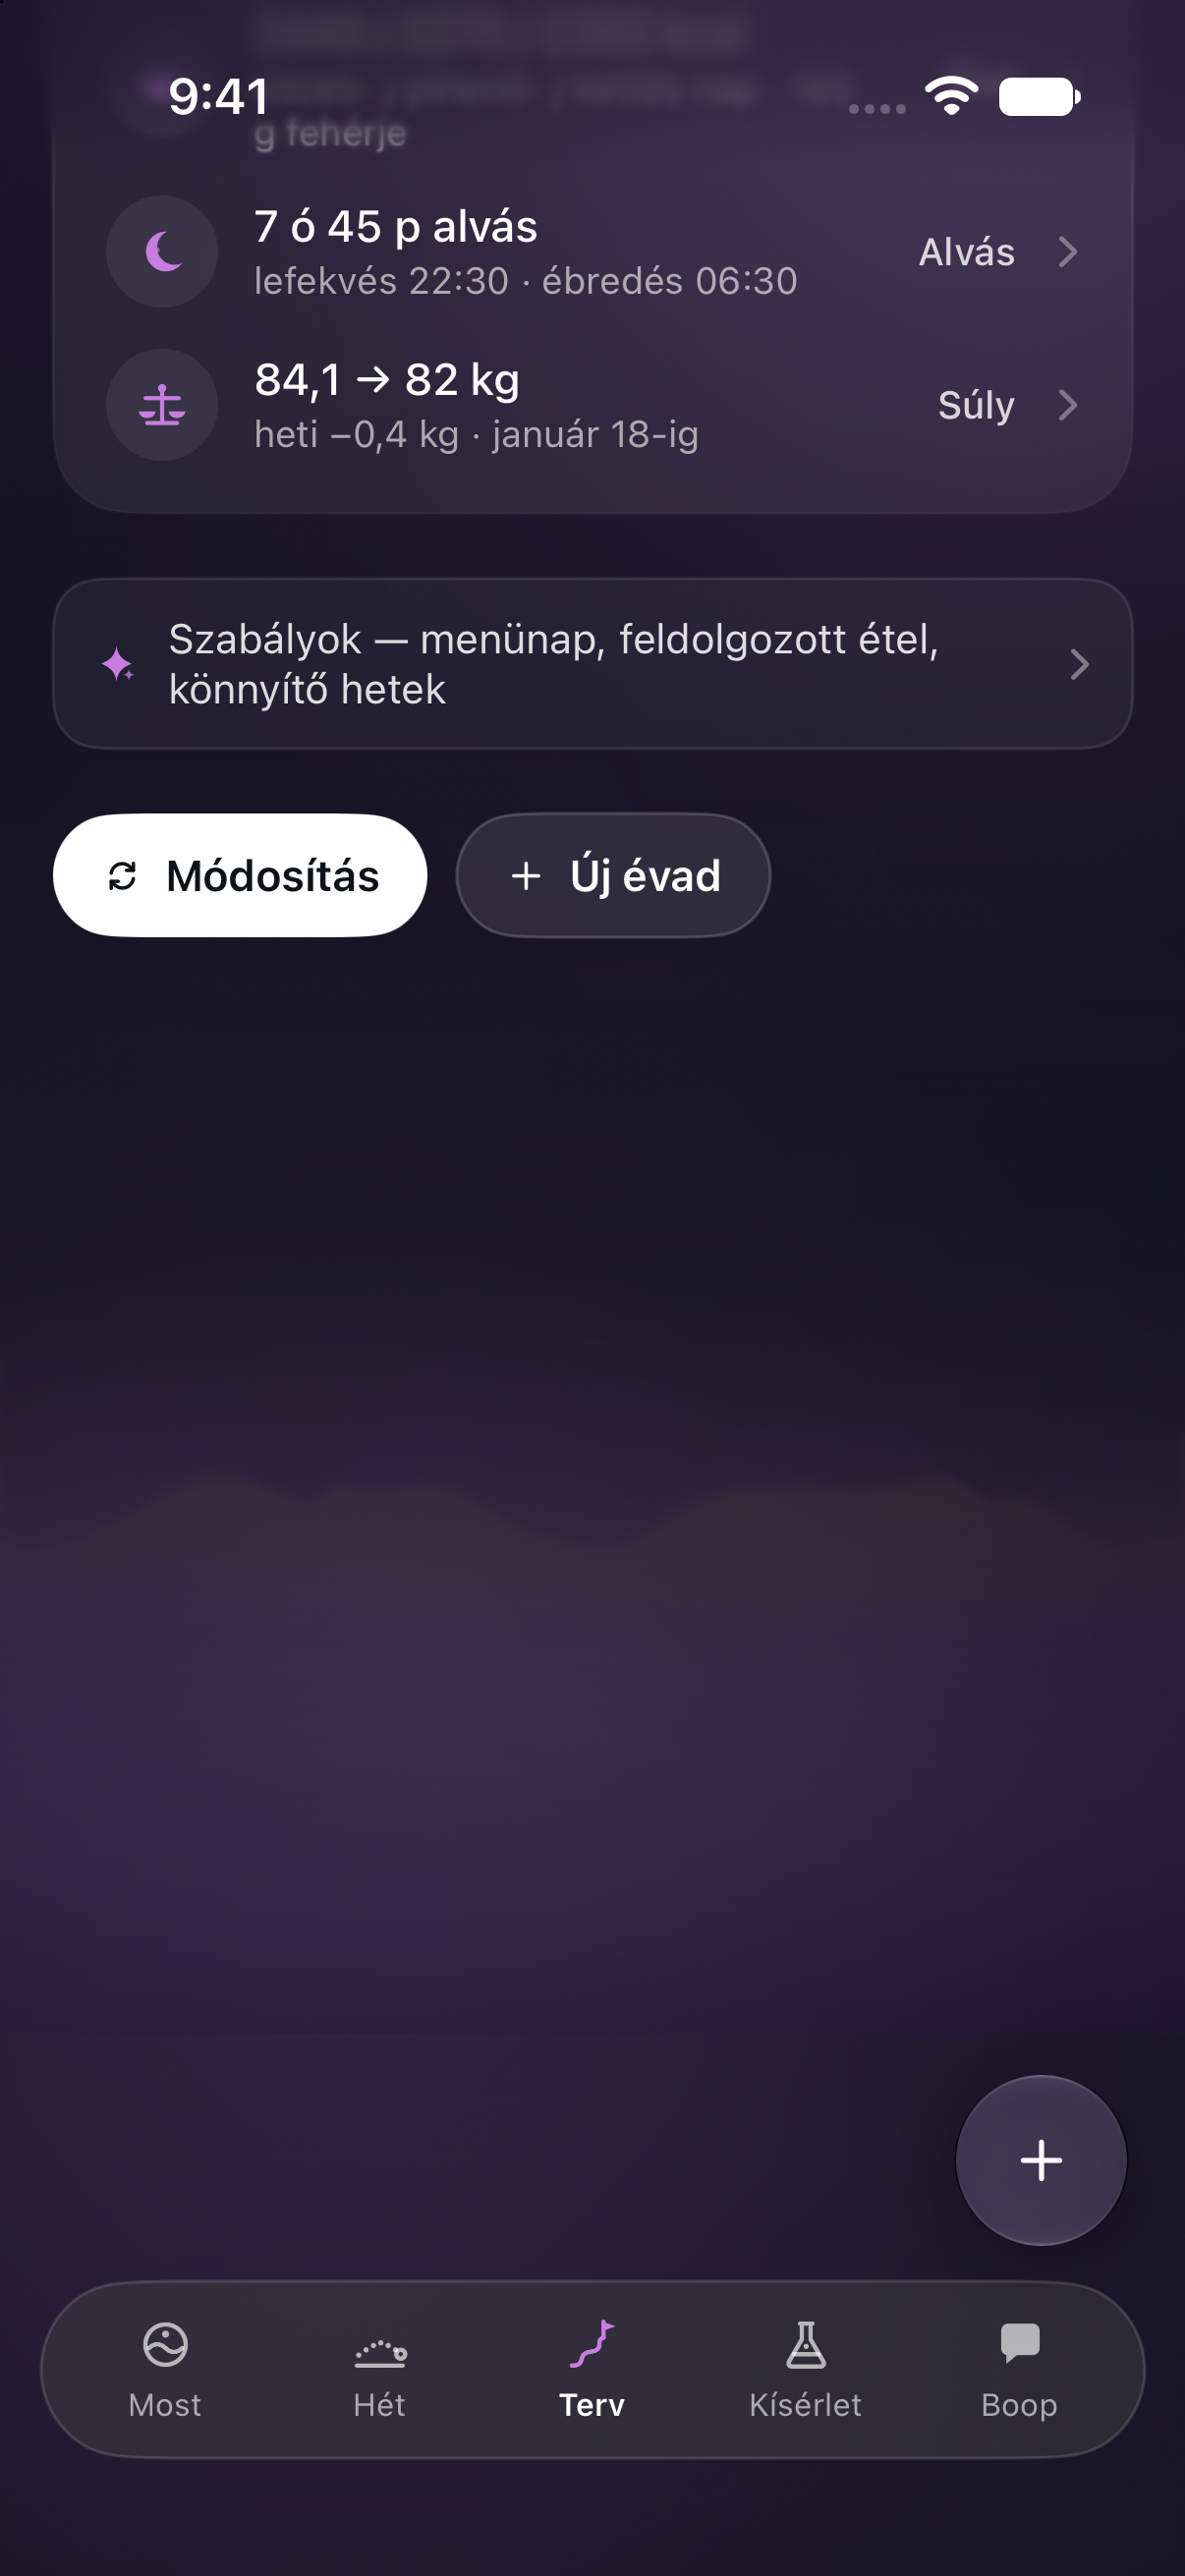 9:41
g fehérje
7 ó 45 p alvás
lefekvés 22:30 · ébredés 06:30
Alvás
84,1 → 82 kg
heti −0,4 kg · január 18-ig
Súly
Szabályok — menünap, feldolgozott étel,
könnyítő hetek
Módosítás
Új évad
Most
Hét
Terv
Kísérlet
Boop